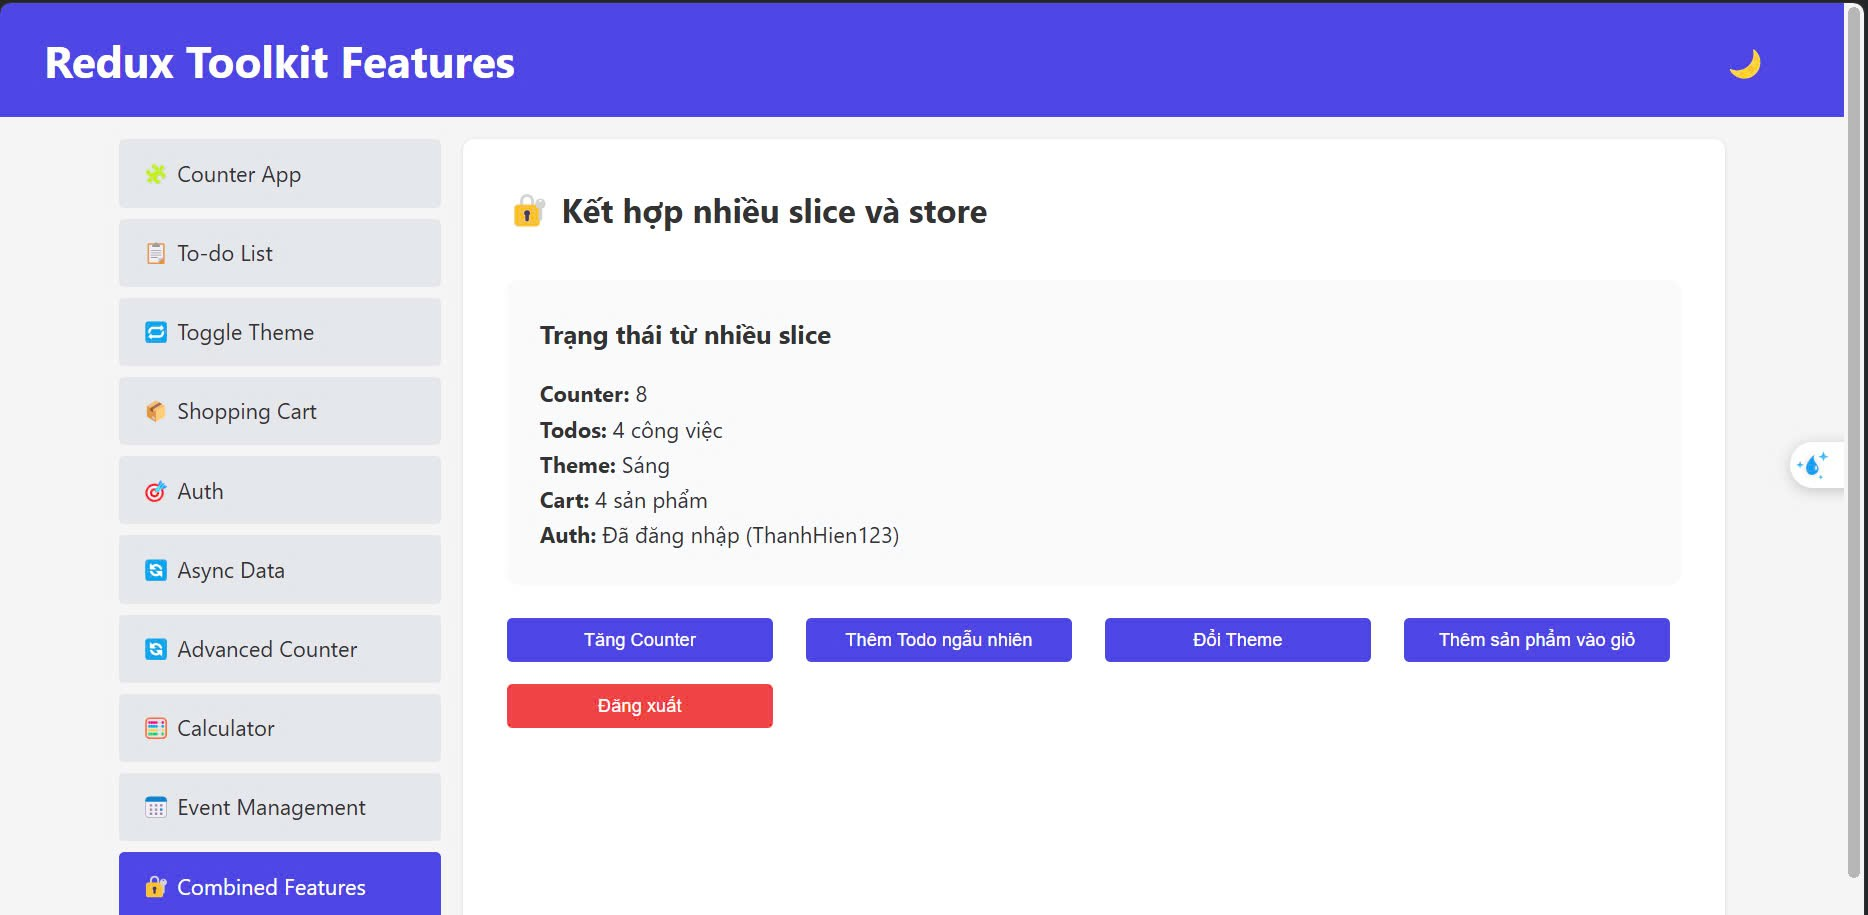 Redux Toolkit Features
Counter App
To-do List
Toggle Theme
Shopping Cart
Auth
Async Data
Advanced Counter
Calculator
Event Management
Combined Features
Kết hợp nhiều slice và store
Trạng thái từ nhiều slice
Counter: 8
Todos: 4 công việc
Theme: Sáng
Cart: 4 sản phẩm
Auth: Đã đăng nhập (ThanhHien123)
Tăng Counter
Thêm Todo ngẫu nhiên
Đổi Theme
Thêm sản phẩm vào giỏ
Đăng xuất